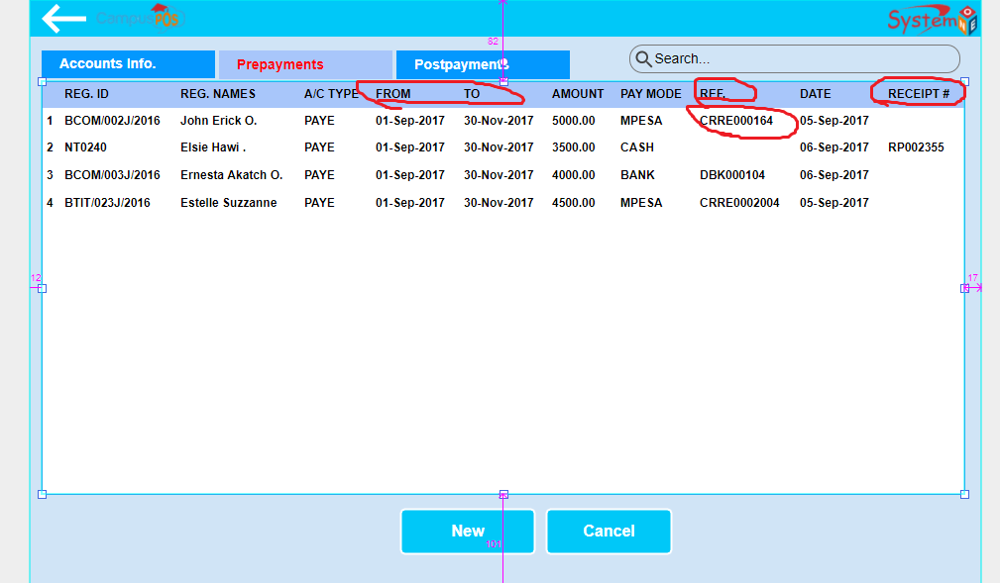 CampusPOS
SystemONE
82
Accounts Info. Prepayments Postpayments Search...
REG. ID REG. NAMES A/C TYPE FROM TO AMOUNT PAY MODE REF. DATE RECEIPT #
1 BCOM/002J/2016 John Erick O. PAYE 01-Sep-2017 30-Nov-2017 5000.00 MPESA CRRE000164 05-Sep-2017
2 NT0240 Elsie Hawi . PAYE 01-Sep-2017 30-Nov-2017 3500.00 CASH 06-Sep-2017 RP002355
3 BCOM/003J/2016 Ernesta Akatch O. PAYE 01-Sep-2017 30-Nov-2017 4000.00 BANK DBK000104 06-Sep-2017
4 BTIT/023J/2016 Estelle Suzzanne PAYE 01-Sep-2017 30-Nov-2017 4500.00 MPESA CRRE0002004 05-Sep-2017
12 17
New Cancel
101